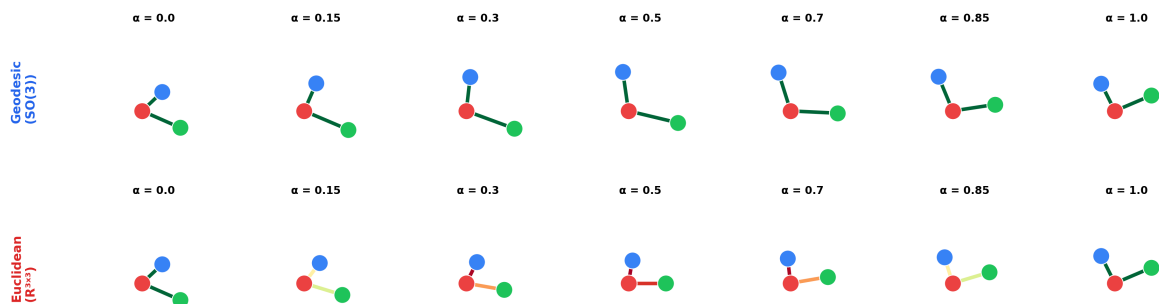 α = 0.0 α = 0.15 α = 0.3 α = 0.5 α = 0.7 α = 0.85 α = 1.0
Geodesic
(SO(3))
α = 0.0 α = 0.15 α = 0.3 α = 0.5 α = 0.7 α = 0.85 α = 1.0
Euclidean
(R³ˣ³)